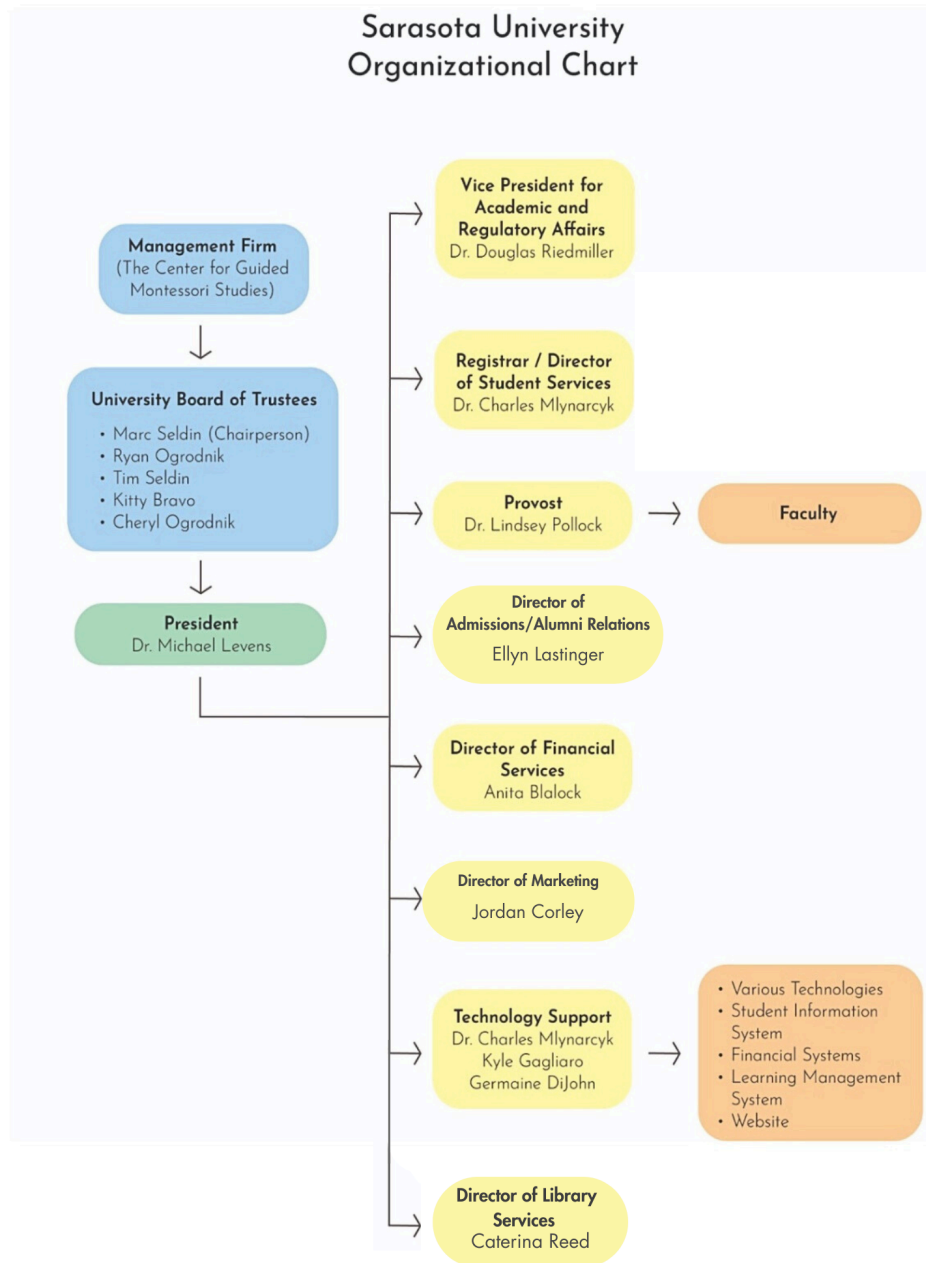 Sarasota University
Organizational Chart
Management Firm
(The Center for Guided
Montessori Studies)
University Board of Trustees
• Marc Seldin (Chairperson)
• Ryan Ogrodnik
• Tim Seldin
• Kitty Bravo
• Cheryl Ogrodnik
President
Dr. Michael Levens
Vice President for
Academic and
Regulatory Affairs
Dr. Douglas Riedmiller
Registrar / Director
of Student Services
Dr. Charles Mlynarcyk
Provost
Dr. Lindsey Pollock
Faculty
Director of
Admissions/Alumni Relations
Ellyn Lastinger
Director of Financial
Services
Anita Blalock
Director of Marketing
Jordan Corley
Technology Support
Dr. Charles Mlynarcyk
Kyle Gagliaro
Germaine DiJohn
• Various Technologies
• Student Information
System
• Financial Systems
• Learning Management
System
• Website
Director of Library
Services
Caterina Reed